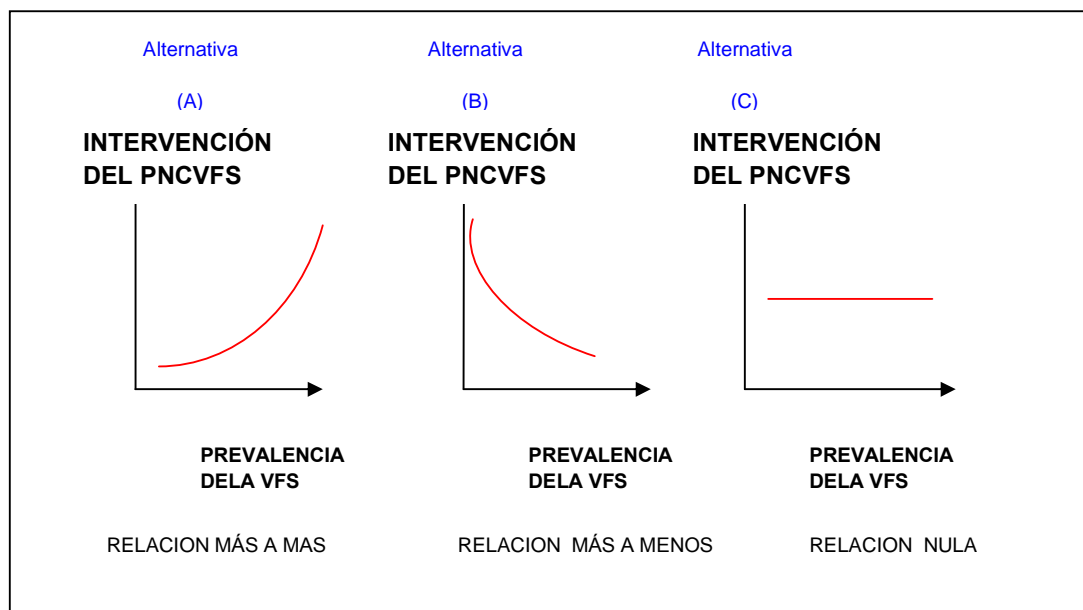 Alternativa
(A)
INTERVENCIÓN
DEL PNCVFS
PREVALENCIA
DELA VFS
RELACION MÁS A MAS
Alternativa
(B)
INTERVENCIÓN
DEL PNCVFS
PREVALENCIA
DELA VFS
RELACION MÁS A MENOS
Alternativa
(C)
INTERVENCIÓN
DEL PNCVFS
PREVALENCIA
DELA VFS
RELACION NULA